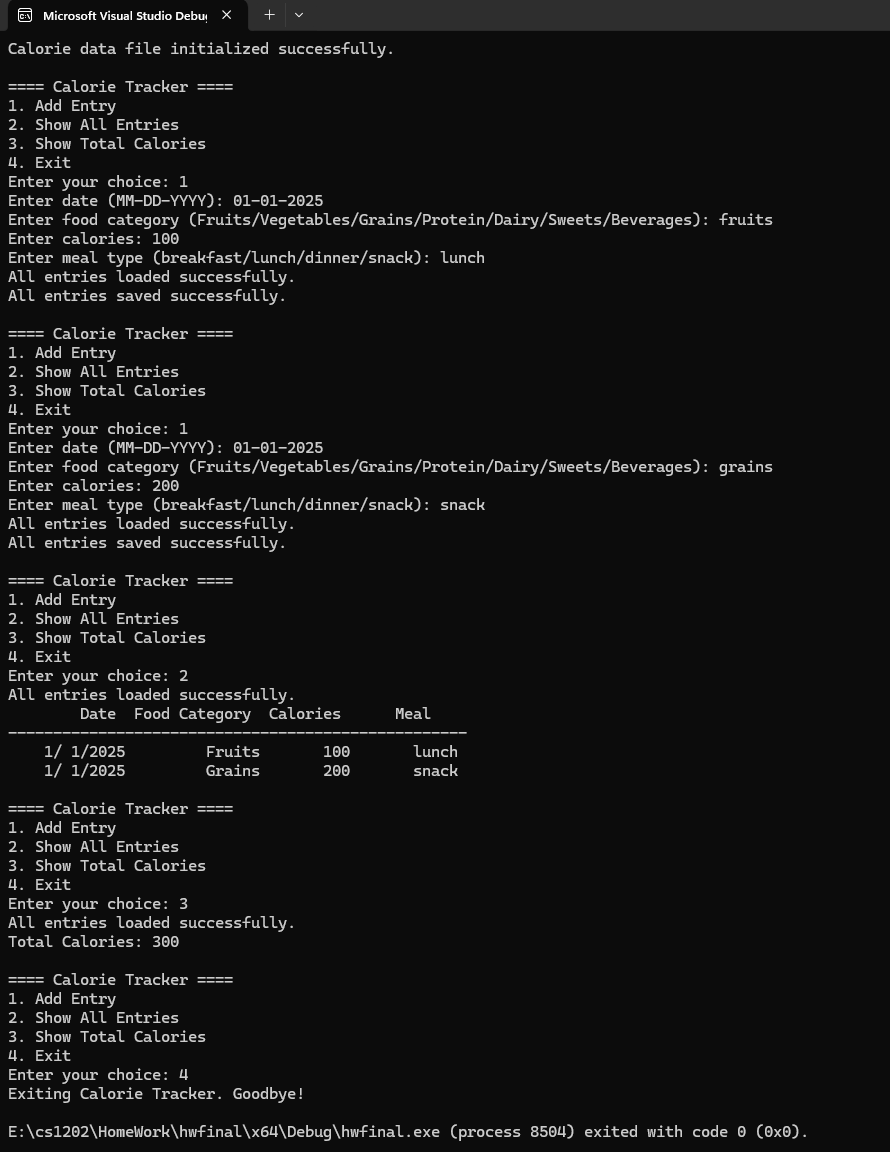 Microsoft Visual Studio Debu
Calorie data file initialized successfully.
==== Calorie Tracker ====
1. Add Entry
2. Show All Entries
3. Show Total Calories
4. Exit
Enter your choice: 1
Enter date (MM-DD-YYYY): 01-01-2025
Enter food category (Fruits/Vegetables/Grains/Protein/Dairy/Sweets/Beverages): fruits
Enter calories: 100
Enter meal type (breakfast/lunch/dinner/snack): lunch
All entries loaded successfully.
All entries saved successfully.
==== Calorie Tracker ====
1. Add Entry
2. Show All Entries
3. Show Total Calories
4. Exit
Enter your choice: 1
Enter date (MM-DD-YYYY): 01-01-2025
Enter food category (Fruits/Vegetables/Grains/Protein/Dairy/Sweets/Beverages): grains
Enter calories: 200
Enter meal type (breakfast/lunch/dinner/snack): snack
All entries loaded successfully.
All entries saved successfully.
==== Calorie Tracker ====
1. Add Entry
2. Show All Entries
3. Show Total Calories
4. Exit
Enter your choice: 2
All entries loaded successfully.
Date  Food Category  Calories      Meal
---------------------------------------------------
1/ 1/2025         Fruits       100       lunch
1/ 1/2025         Grains       200       snack
==== Calorie Tracker ====
1. Add Entry
2. Show All Entries
3. Show Total Calories
4. Exit
Enter your choice: 3
All entries loaded successfully.
Total Calories: 300
==== Calorie Tracker ====
1. Add Entry
2. Show All Entries
3. Show Total Calories
4. Exit
Enter your choice: 4
Exiting Calorie Tracker. Goodbye!
E:\cs1202\HomeWork\hwfinal\x64\Debug\hwfinal.exe (process 8504) exited with code 0 (0x0).